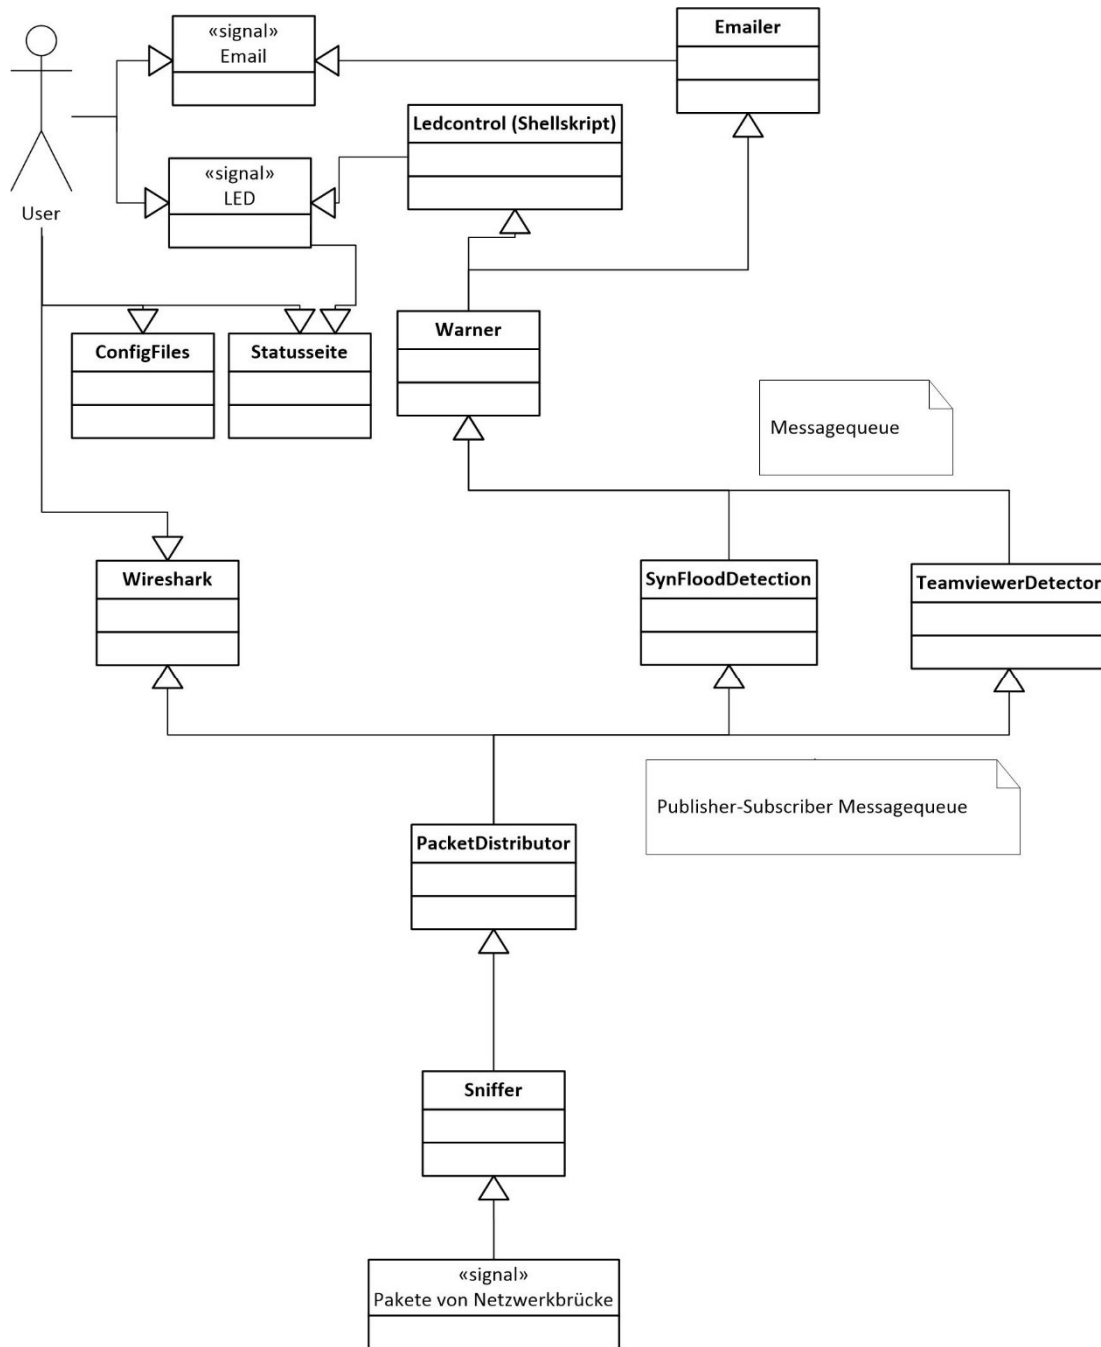 «signal»
Email
Emailer
Ledcontrol (Shellskript)
«signal»
LED
User
Warner
ConfigFiles
Statusseite
Messagequeue
Wireshark
SynFloodDetection
TeamviewerDetector
Publisher-Subscriber Messagequeue
PacketDistributor
Sniffer
«signal»
Pakete von Netzwerkbrücke